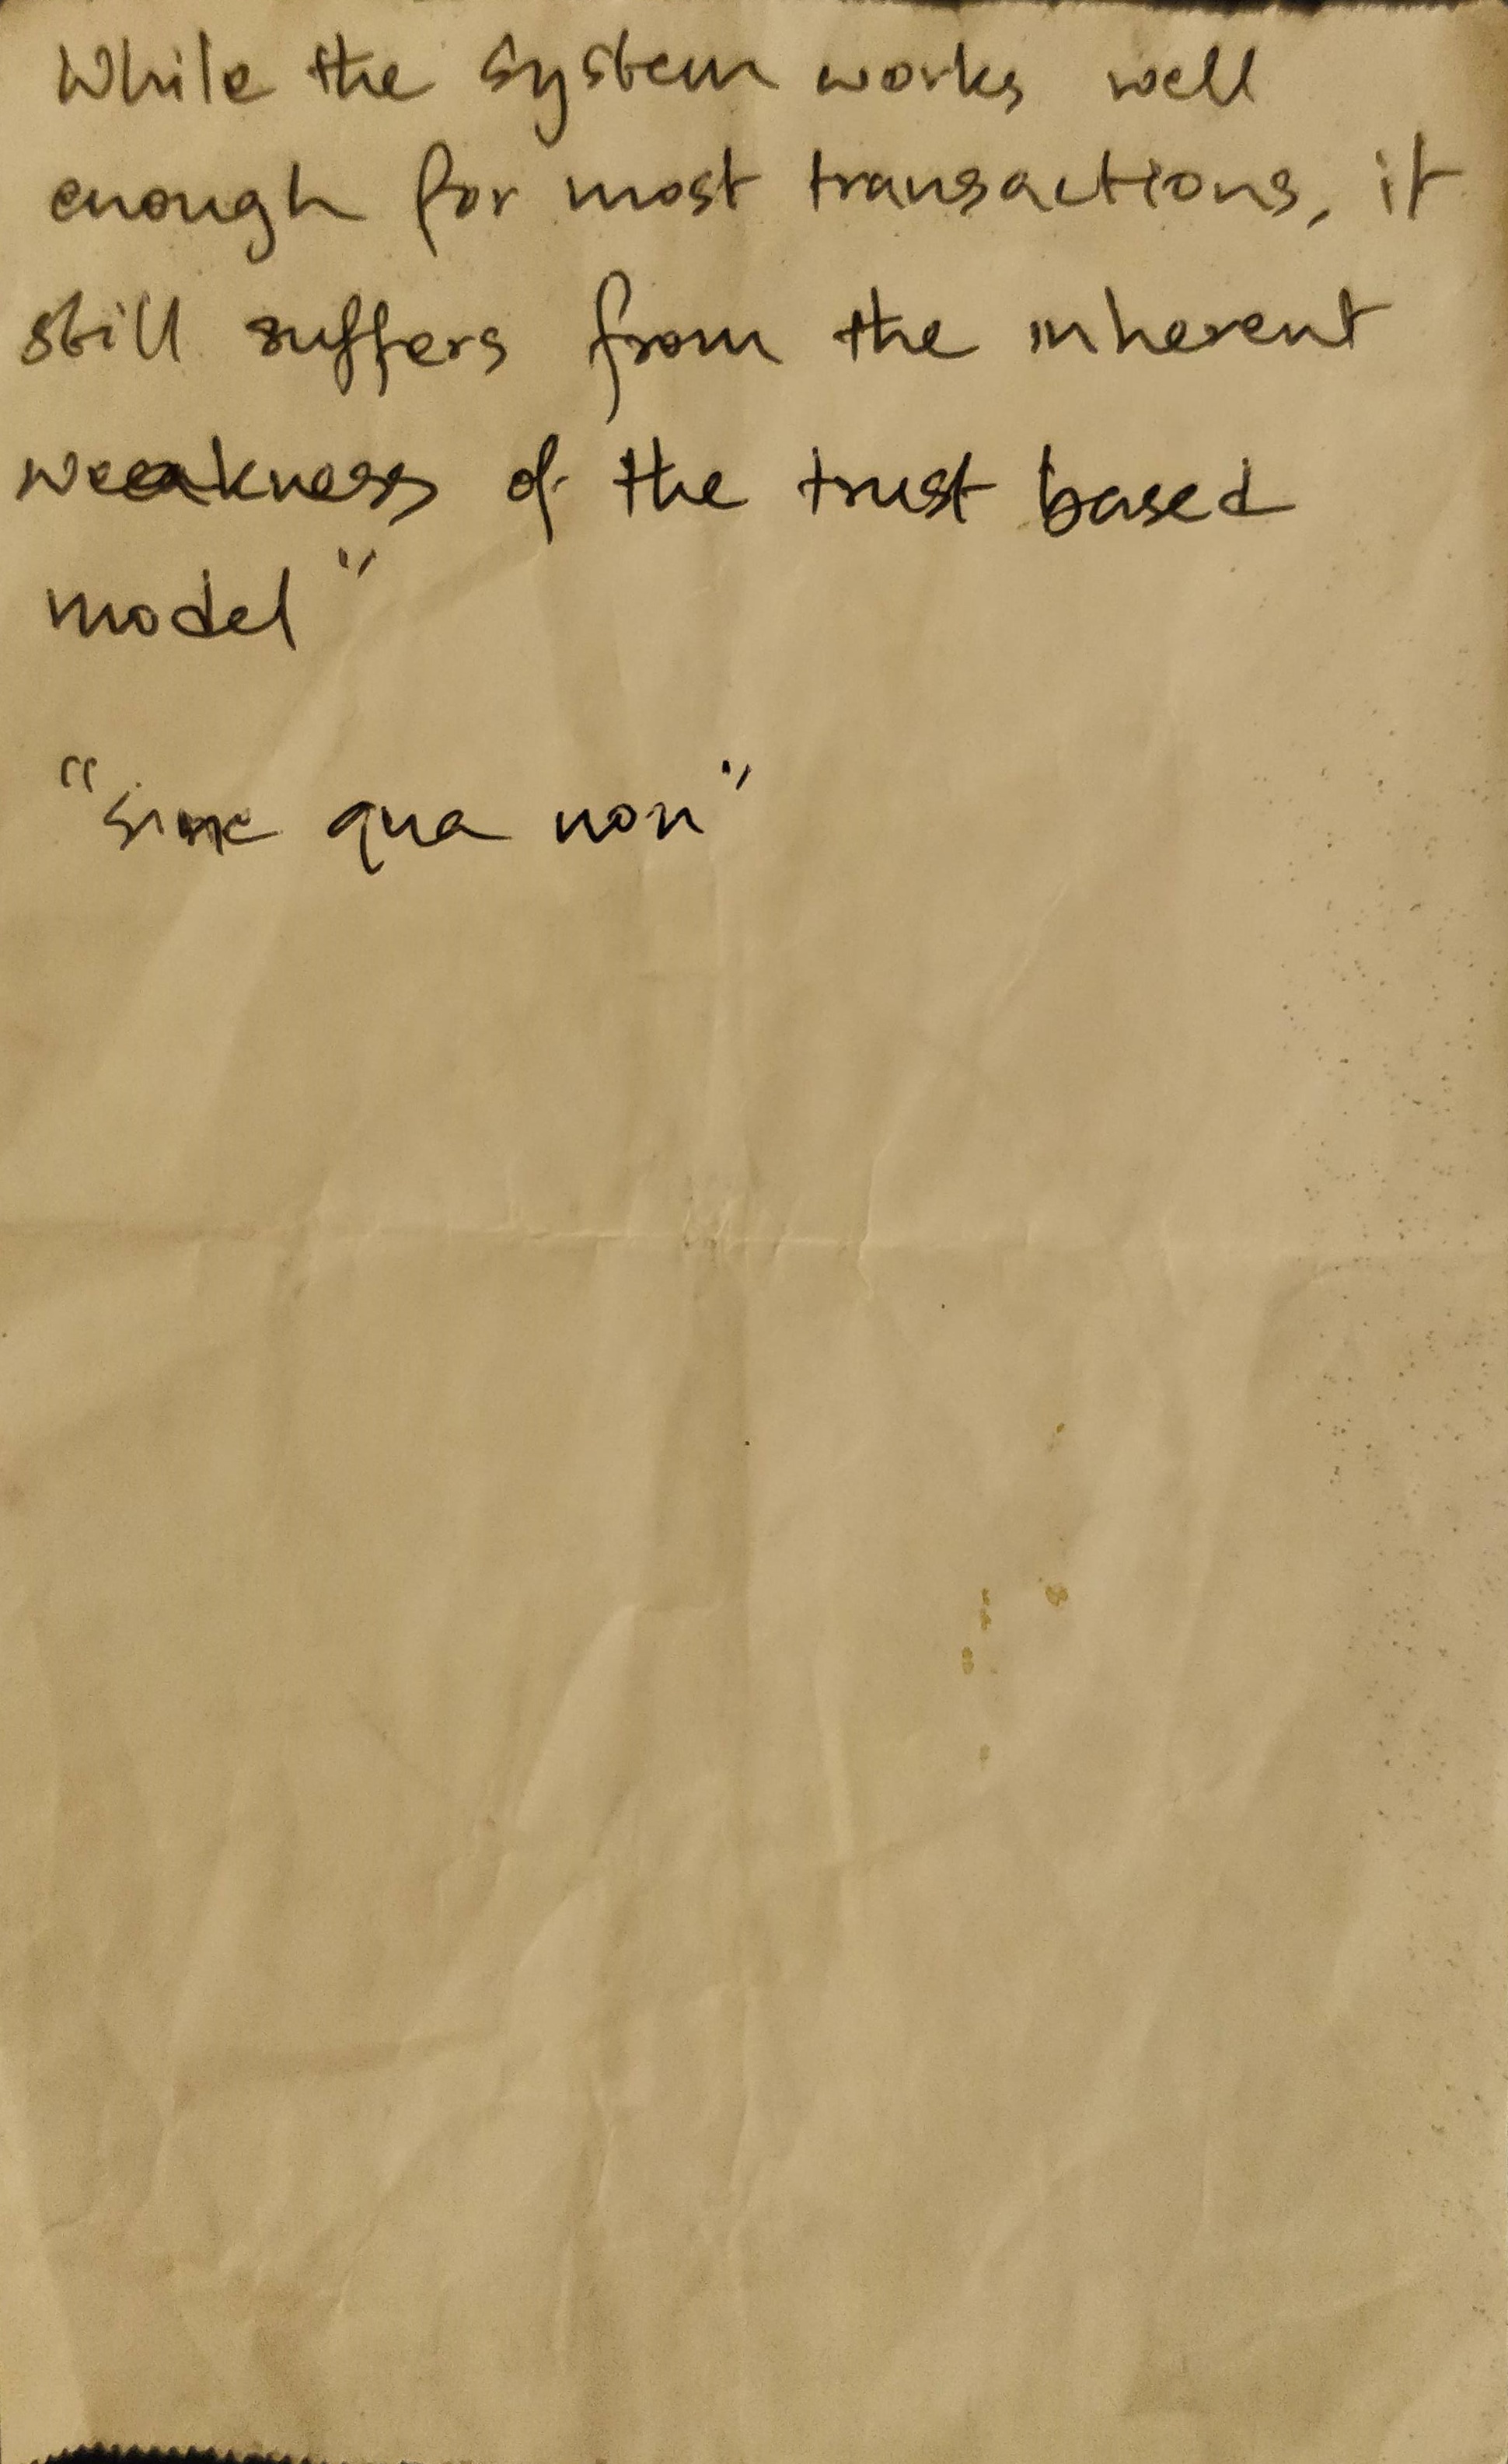 While the system works well
enough for most transactions, it
still suffers from the inherent
weeakness of the trust based
model"
"sine qua non"